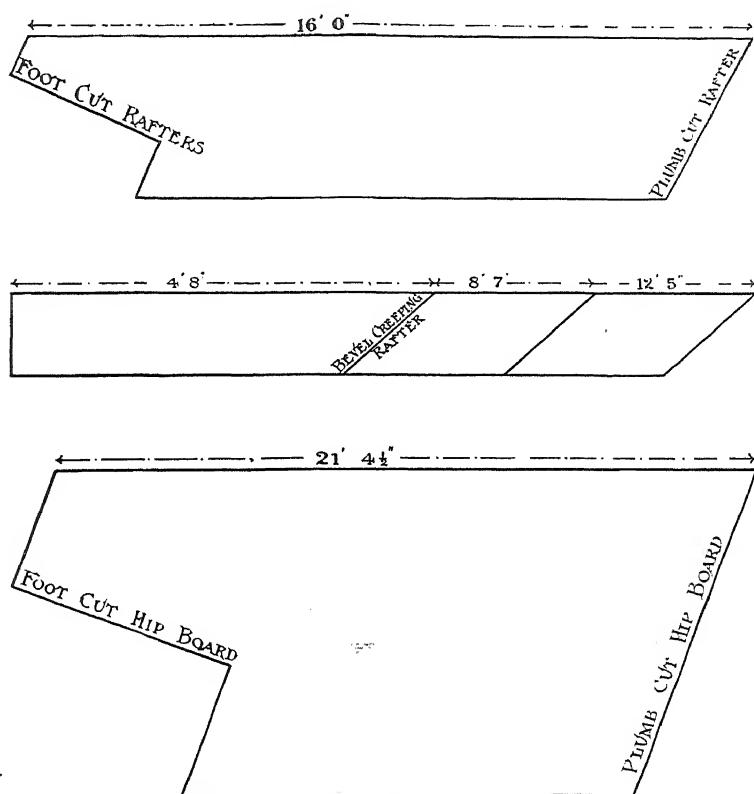 16' 0"
FOOT CUT RAFTERS
PLUMB CUT RAFTER
4' 8"
8' 7"
12' 5"
BEVEL CREEPING
RAFTER
21' 4½"
FOOT CUT HIP BOARD
PLUMB CUT HIP BOARD